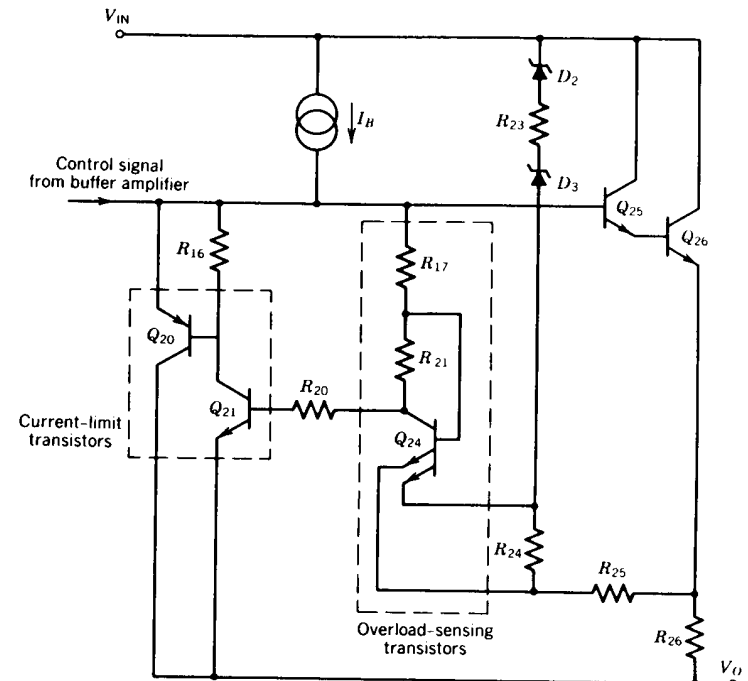 V_IN
D_2
R_23
I_B
Control signal
from buffer amplifier
D_3
Q_25
Q_26
R_16
R_17
Q_20
R_21
R_20
Q_21
Current-limit
transistors
Q_24
R_24
R_25
R_26
Overload-sensing
transistors
V_O